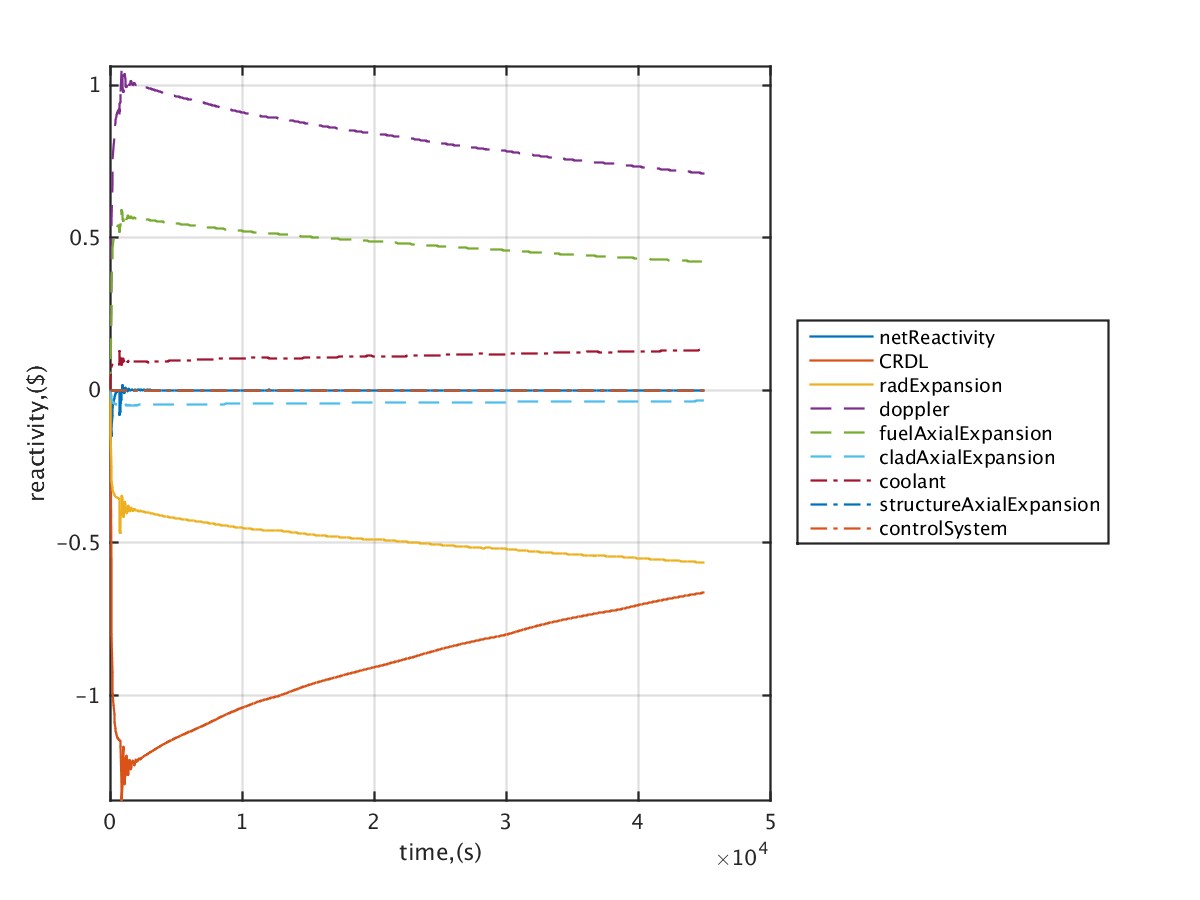 1
0.5
0
−0.5
−1
reactivity,($)
0
1
2
3
4
5
time,(s)
×10^4
netReactivity
CRDL
radExpansion
doppler
fuelAxialExpansion
cladAxialExpansion
coolant
structureAxialExpansion
controlSystem